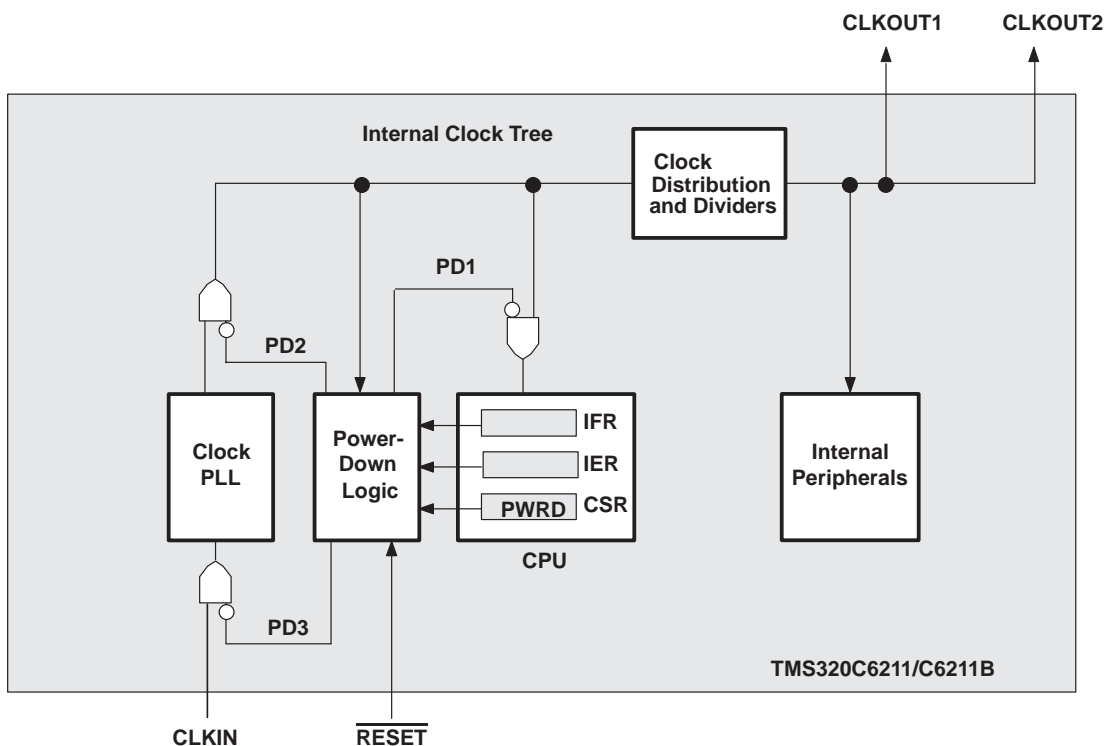 CLKOUT1 CLKOUT2
Internal Clock Tree
Clock
Distribution
and Dividers
PD1
PD2
Clock
PLL
Power-
Down
Logic
IFR
IER
PWRD CSR
CPU
Internal
Peripherals
PD3
TMS320C6211/C6211B
CLKIN RESET